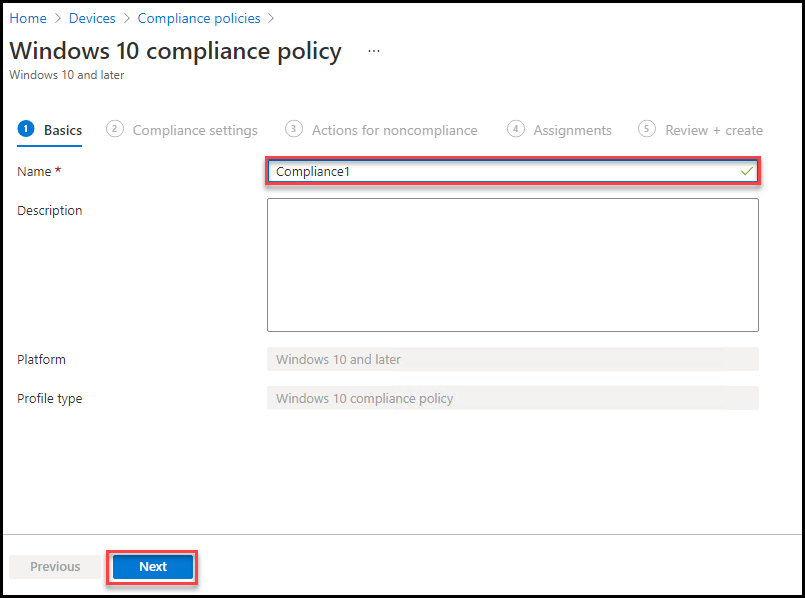 Home > Devices > Compliance policies >
Windows 10 compliance policy ...
Windows 10 and later
1 Basics 2 Compliance settings 3 Actions for noncompliance 4 Assignments 5 Review + create
Name * Compliance1
Description
Platform Windows 10 and later
Profile type Windows 10 compliance policy
Previous Next